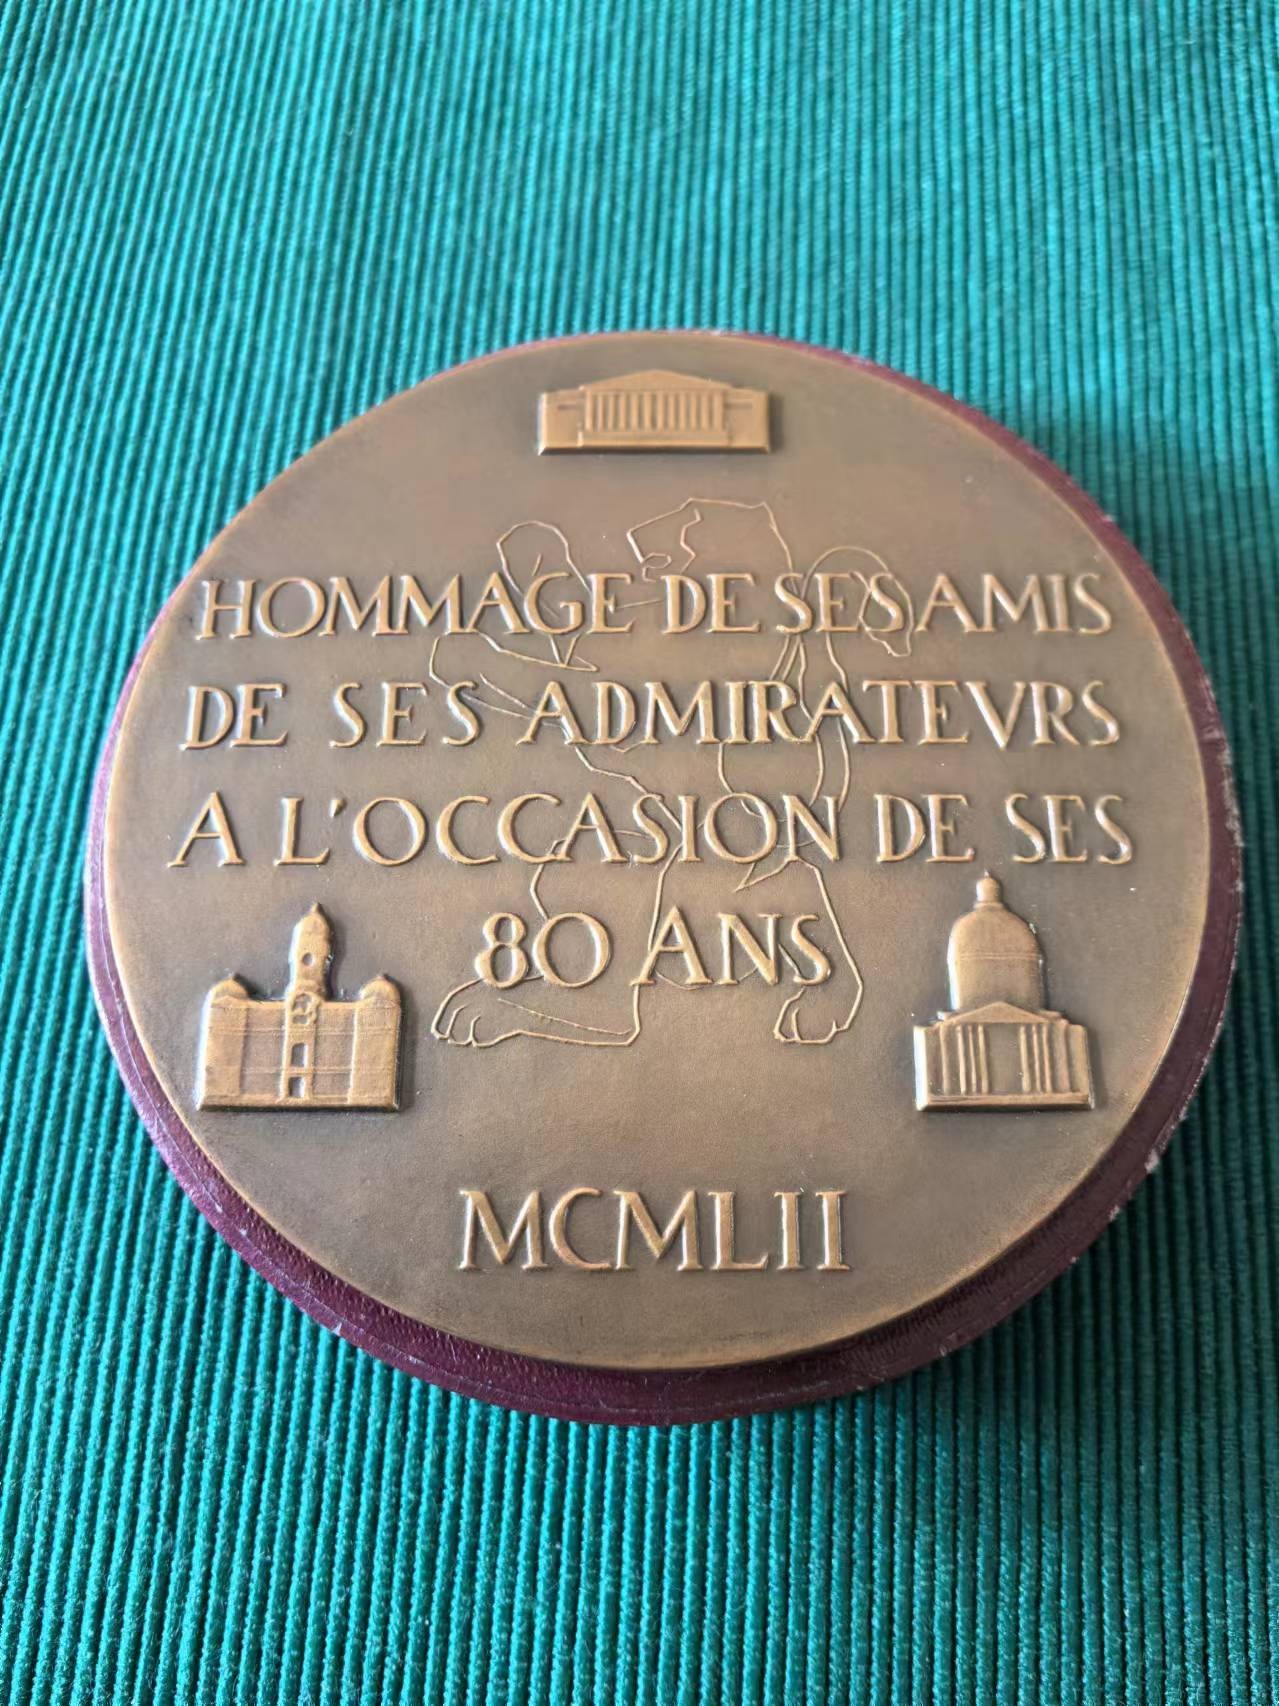 HOMMAGE DE SES AMIS
DE SES ADMIRATEVRS
A L'OCCASION DE SES
80 ANS
MCMLII